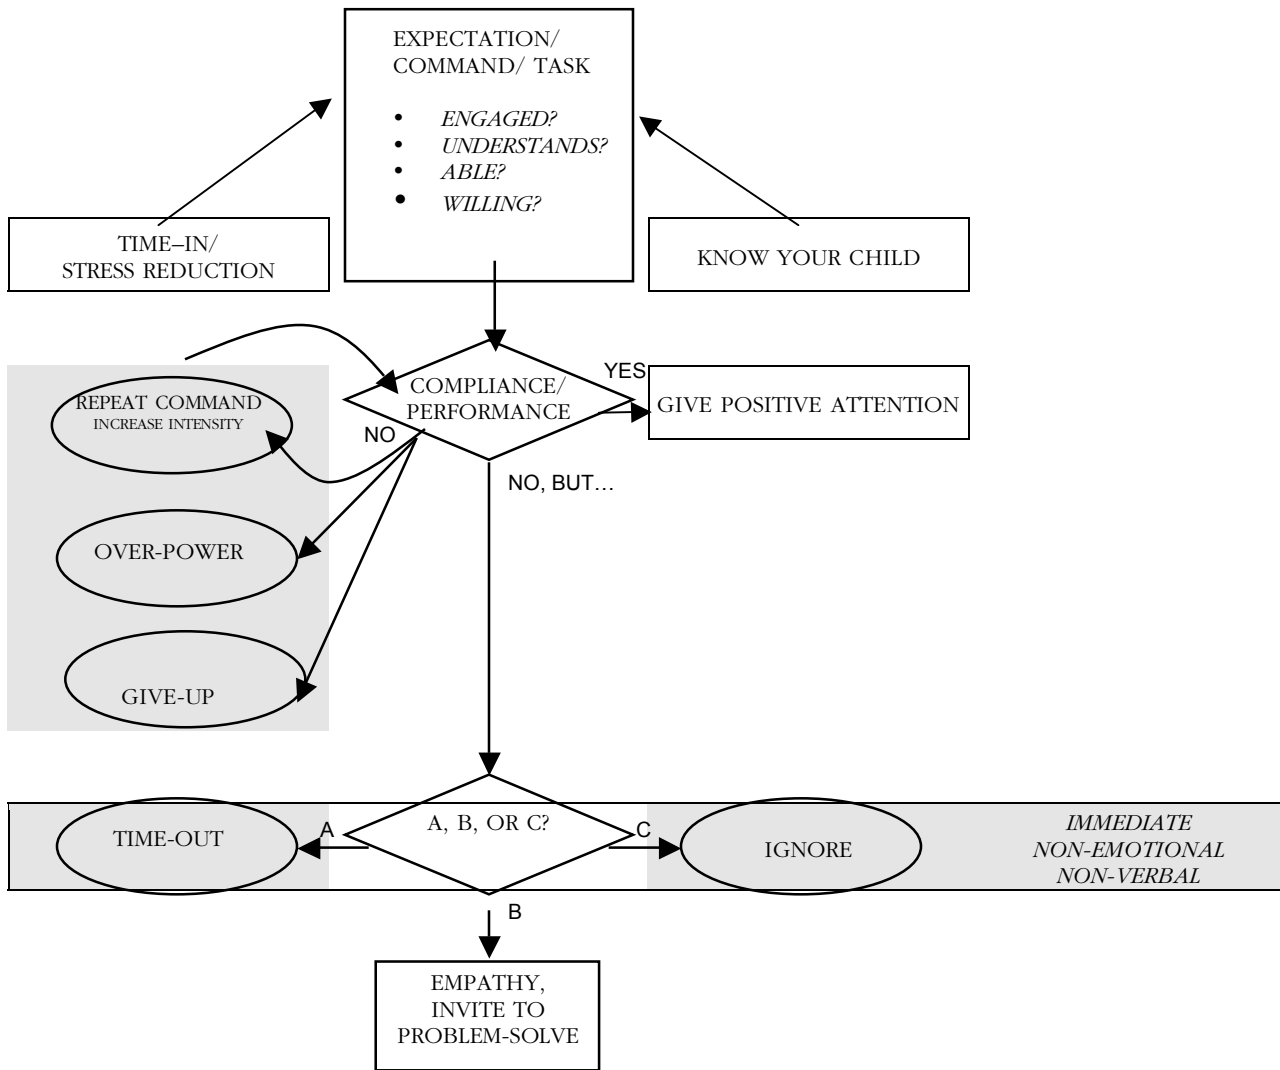 EXPECTATION/
COMMAND/ TASK
• ENGAGED?
• UNDERSTANDS?
• ABLE?
• WILLING?
TIME–IN/
STRESS REDUCTION
KNOW YOUR CHILD
COMPLIANCE/
PERFORMANCE
YES
GIVE POSITIVE ATTENTION
REPEAT COMMAND
INCREASE INTENSITY
NO
NO, BUT…
OVER-POWER
GIVE-UP
TIME-OUT
A
A, B, OR C?
C
IGNORE
IMMEDIATE
NON-EMOTIONAL
NON-VERBAL
B
EMPATHY,
INVITE TO
PROBLEM-SOLVE